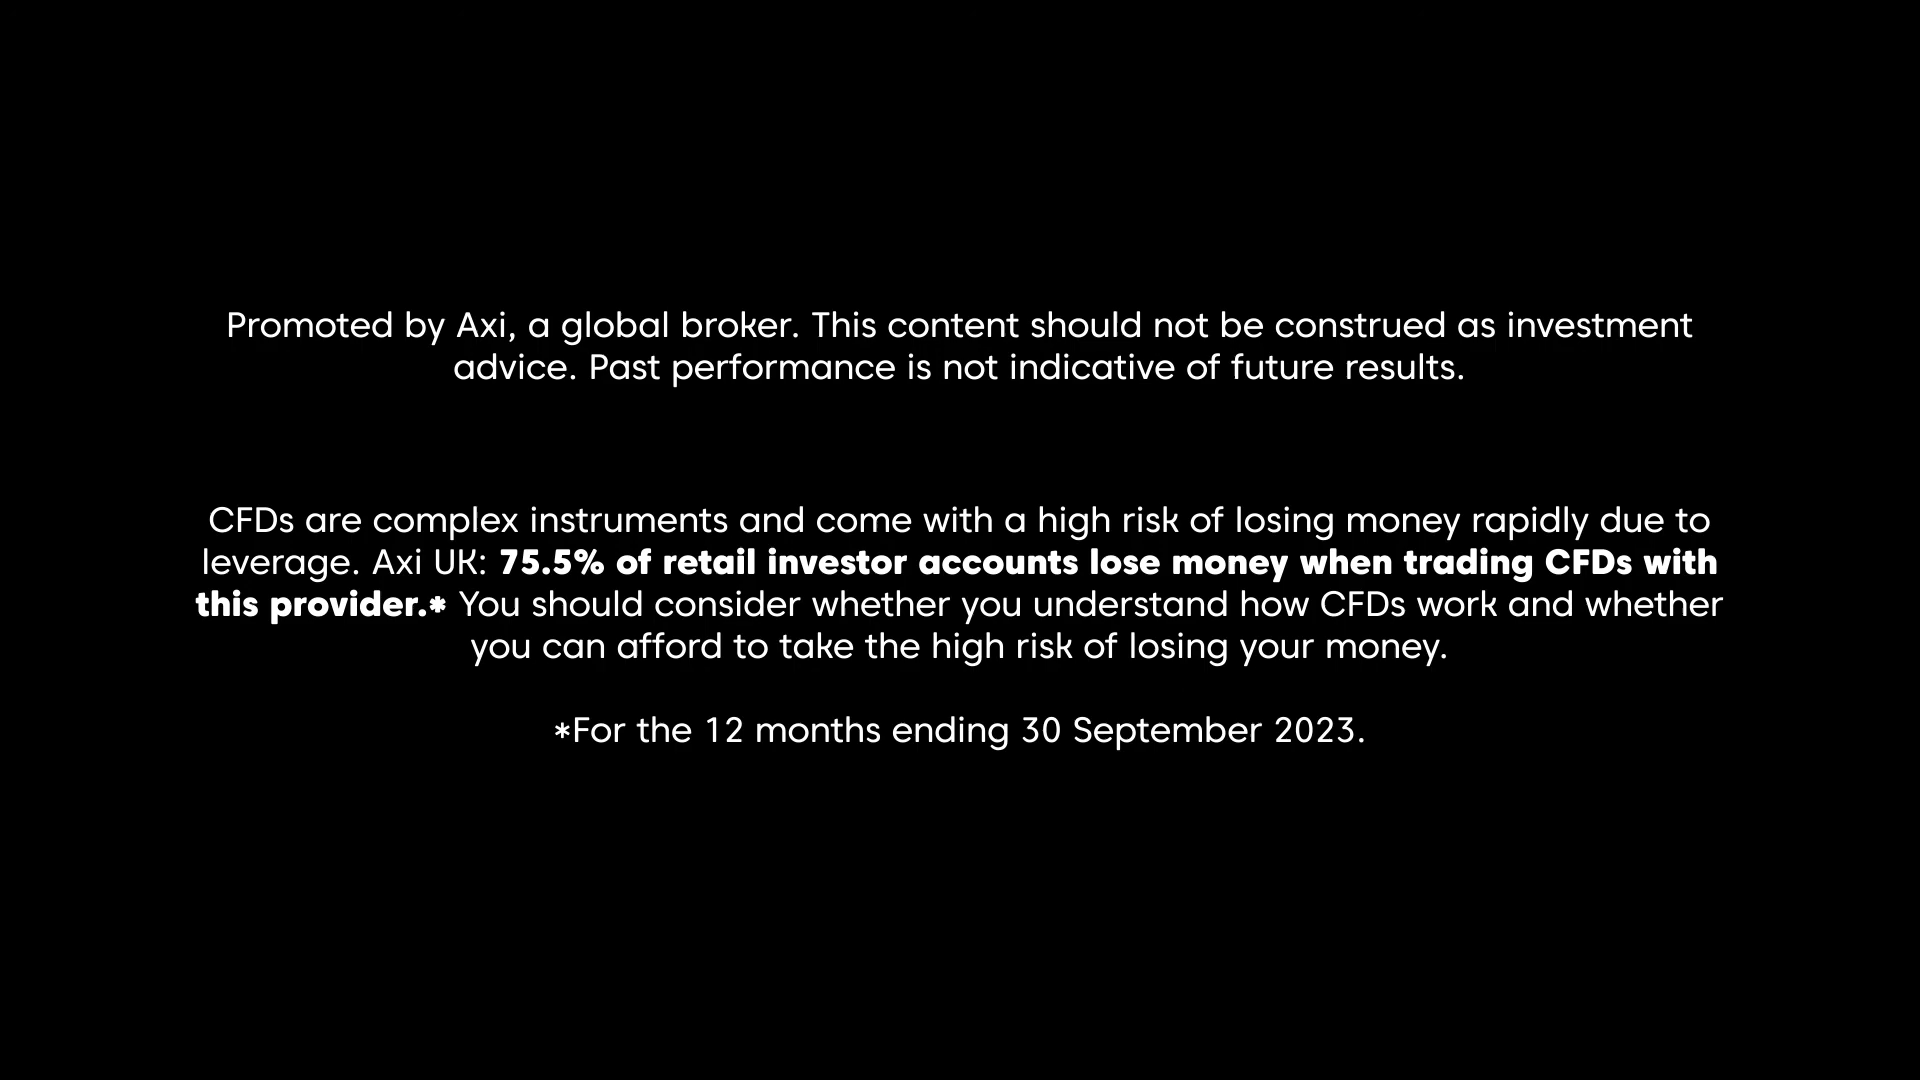 Promoted by Axi, a global broker. This content should not be construed as investment
advice. Past performance is not indicative of future results.
CFDs are complex instruments and come with a high risk of losing money rapidly due to
leverage. Axi UK: 75.5% of retail investor accounts lose money when trading CFDs with
this provider.* You should consider whether you understand how CFDs work and whether
you can afford to take the high risk of losing your money.
*For the 12 months ending 30 September 2023.